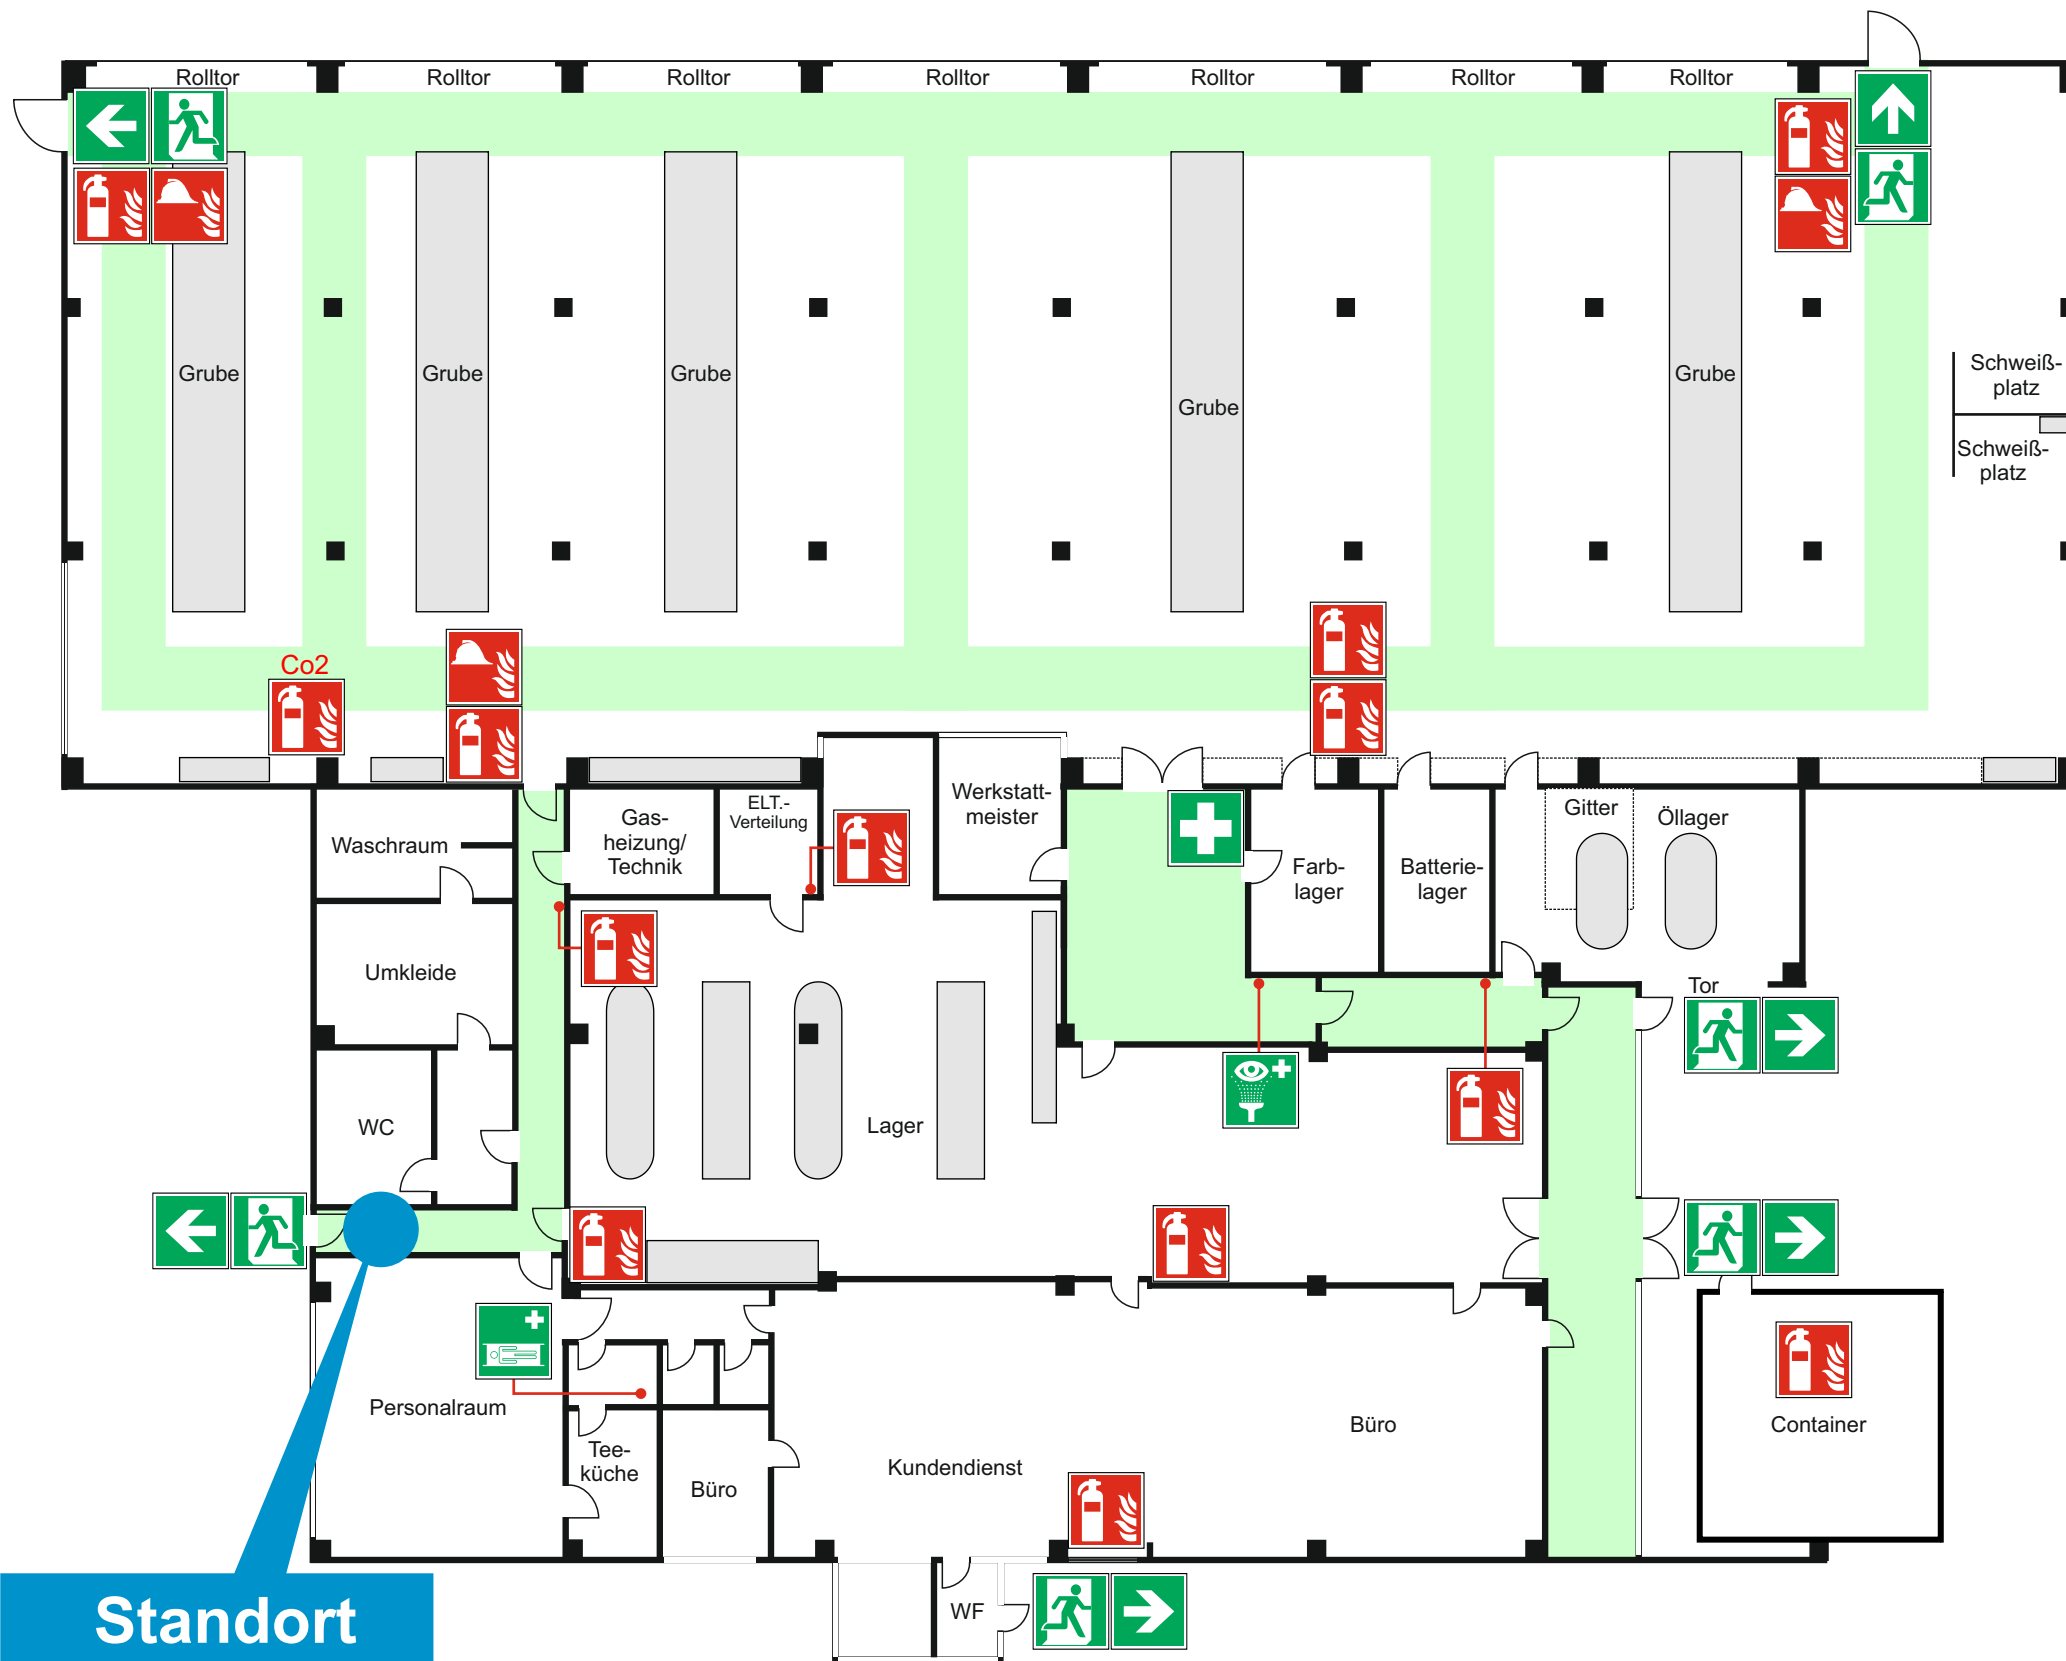 Rolltor Rolltor Rolltor Rolltor Rolltor Rolltor Rolltor
Grube Grube Grube Grube Grube
Schweiß-
platz
Schweiß-
platz
Co2
Waschraum
Gas-
heizung/
Technik
ELT.-
Verteilung
Werkstatt-
meister
Farb-
lager
Batterie-
lager
Gitter
Öllager
Umkleide
Tor
WC
Lager
Personalraum
Tee-
küche
Büro
Kundendienst
Büro
Container
WF
Standort